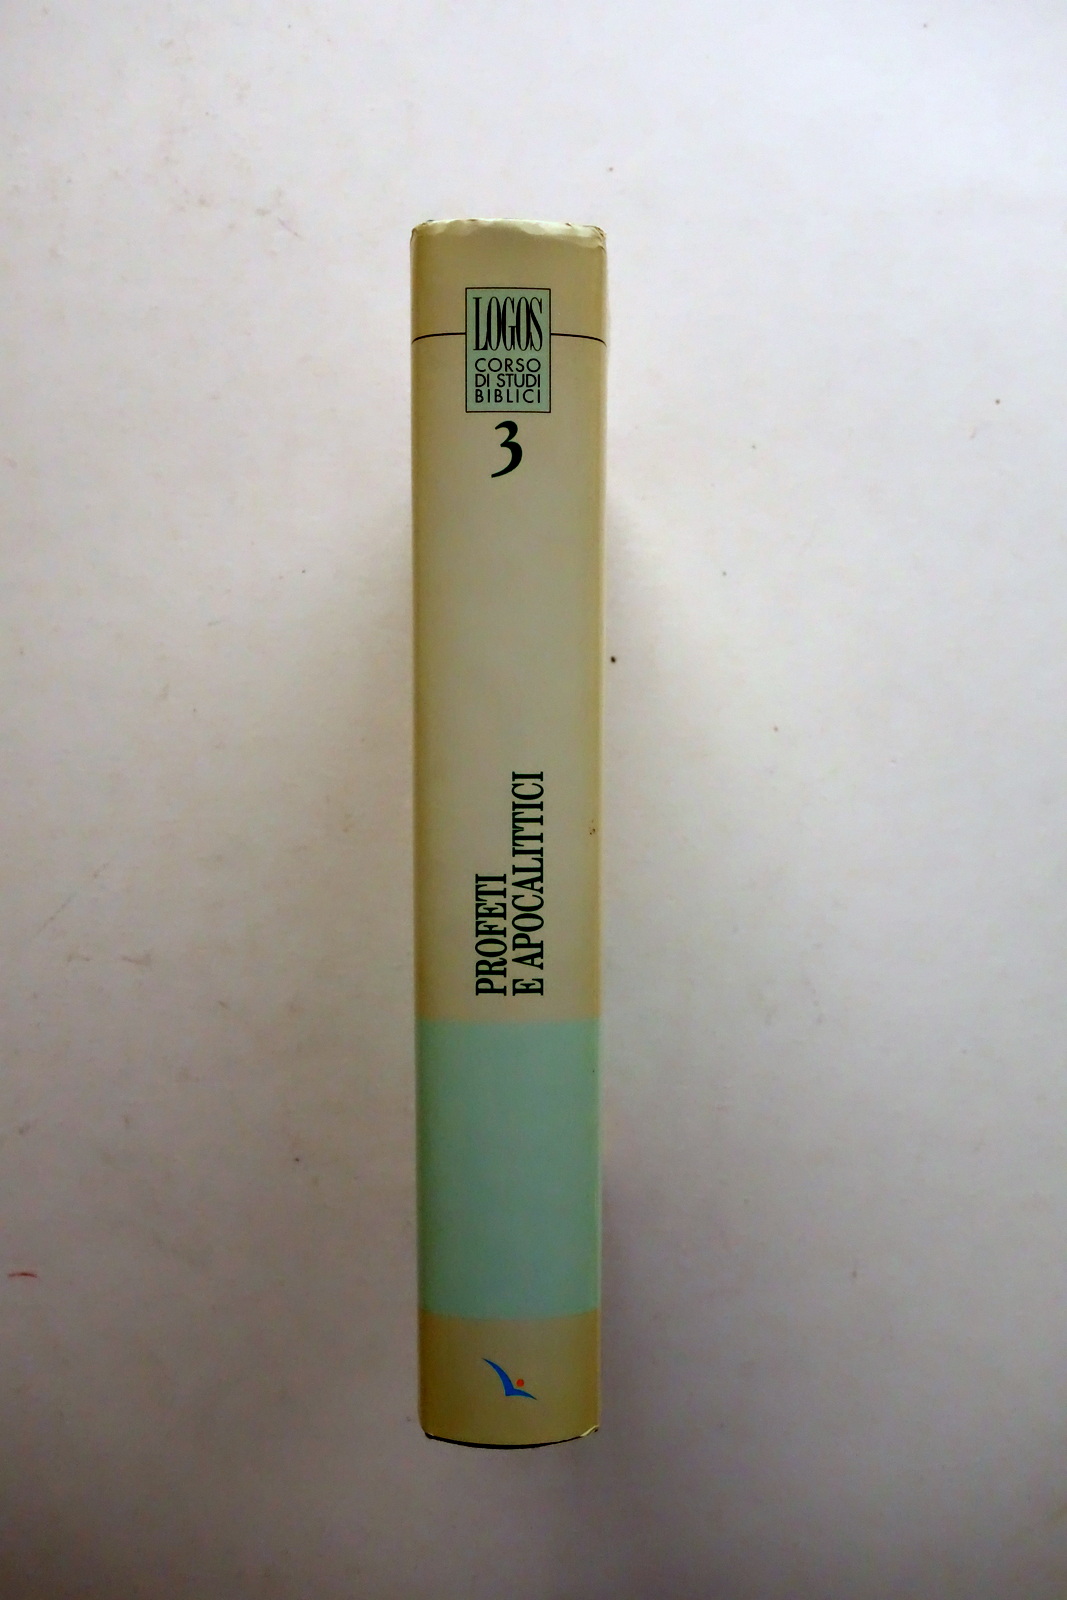 LOGOS
CORSO
DI STUDI
BIBLICI
3
PROFETI
E APOCALITTICI